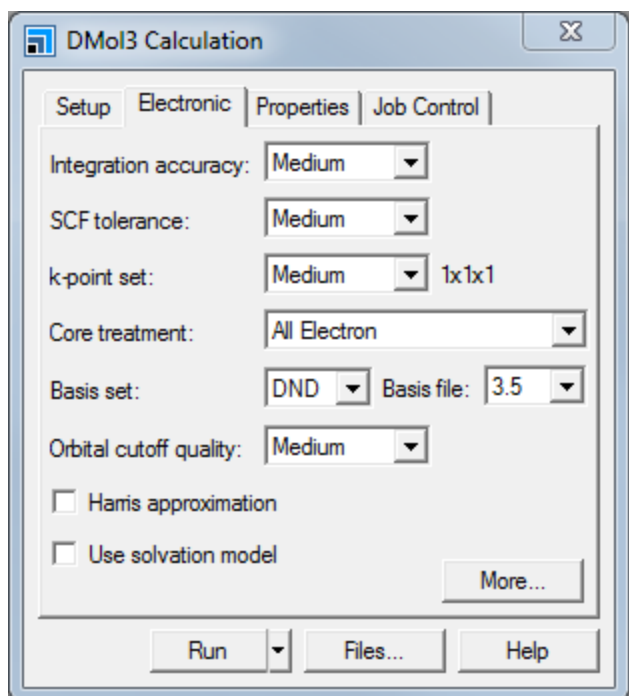 DMol3 Calculation
Setup Electronic Properties Job Control
Integration accuracy: Medium
SCF tolerance: Medium
k-point set: Medium 1x1x1
Core treatment: All Electron
Basis set: DND Basis file: 3.5
Orbital cutoff quality: Medium
Harris approximation
Use solvation model
More...
Run Files... Help